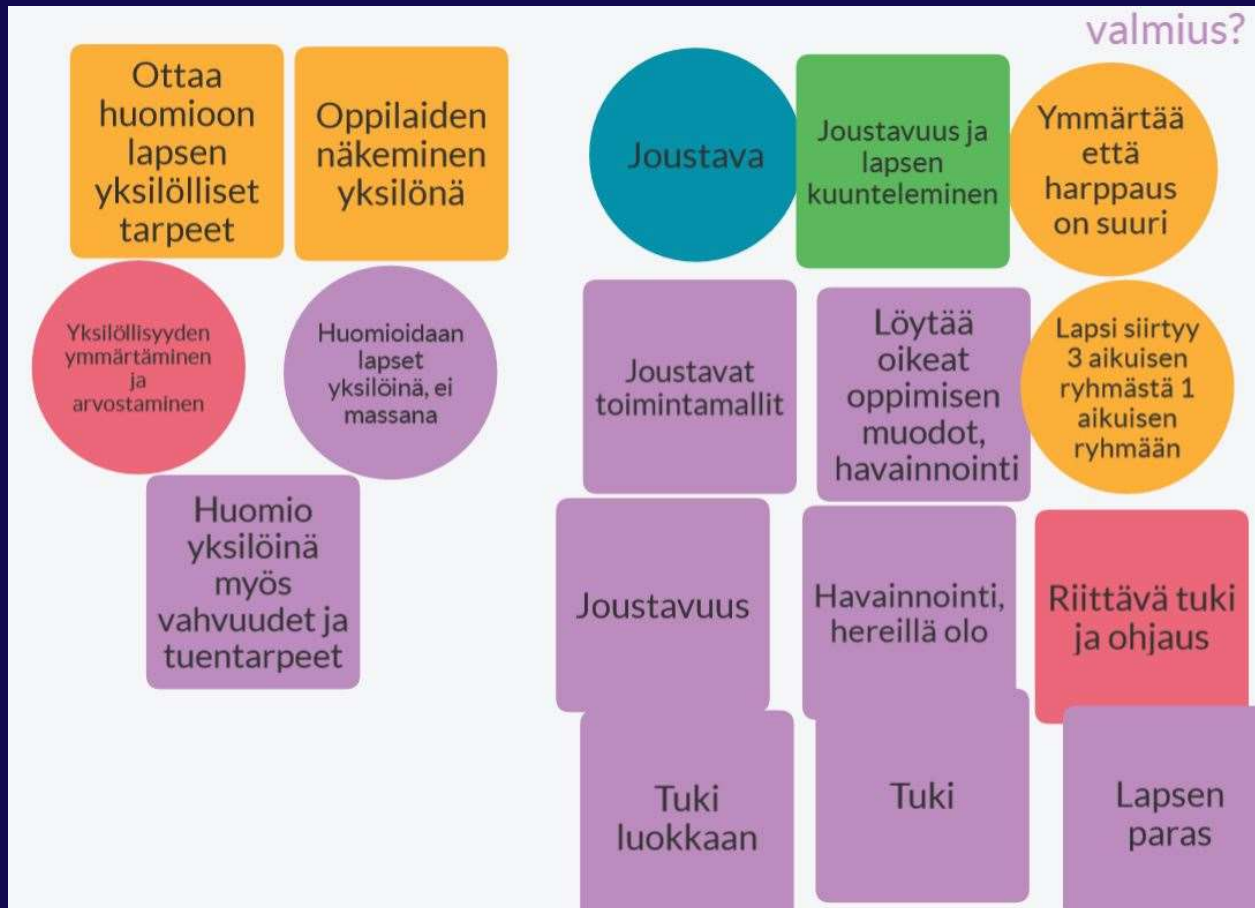 valmius?
Ottaa
huomioon
lapsen
yksilölliset
tarpeet
Oppilaiden
näkeminen
yksilönä
Yksilöllisyyden
ymmärtäminen
ja
arvostaminen
Huomioidaan
lapset
yksilöinä, ei
massana
Huomio
yksilöinä
myös
vahvuudet ja
tuentarpeet
Joustava
Joustavuus ja
lapsen
kuunteleminen
Ymmärtää
että
harppaus
on suuri
Joustavat
toimintamallit
Löytää
oikeat
oppimisen
muodot,
havainnointi
Lapsi siirtyy
3 aikuisen
ryhmästä 1
aikuisen
ryhmään
Joustavuus
Havainnointi,
hereillä olo
Riittävä tuki
ja ohjaus
Tuki
luokkaan
Tuki
Lapsen
paras